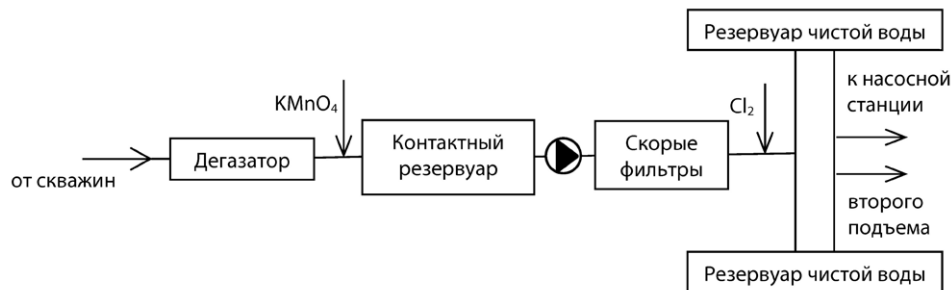 Резервуар чистой воды
к насосной
станции
KMnO₄
Cl₂
Контактный
резервуар
Скорые
фильтры
Дегазатор
от скважин
второго
подъема
Резервуар чистой воды